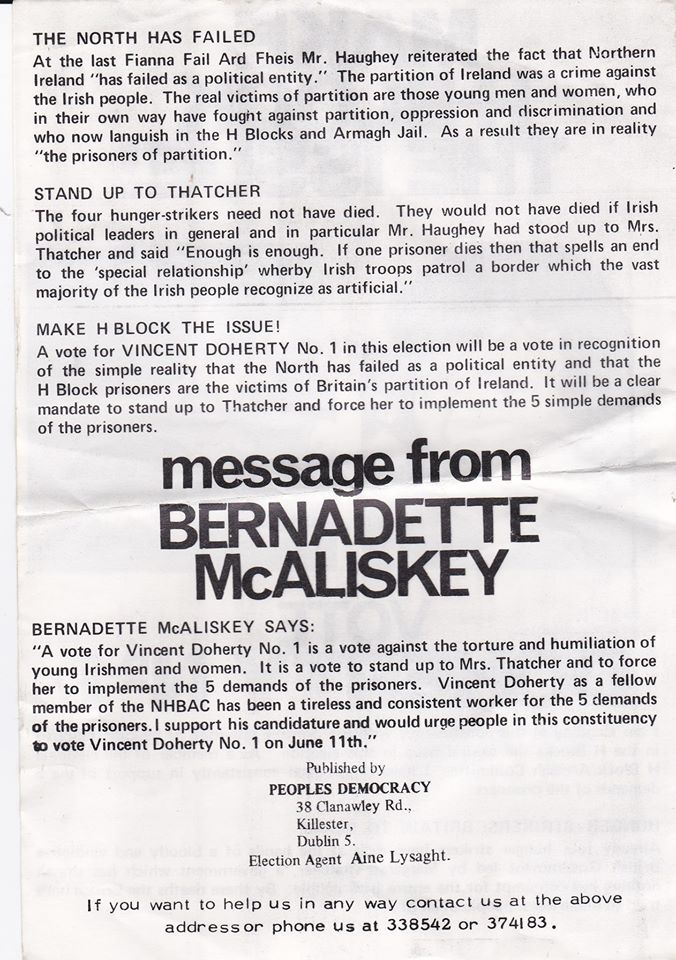 THE NORTH HAS FAILED
At the last Fianna Fail Ard Fheis Mr. Haughey reiterated the fact that Northern
Ireland "has failed as a political entity." The partition of Ireland was a crime against
the Irish people. The real victims of partition are those young men and women, who
in their own way have fought against partition, oppression and discrimination and
who now languish in the H Blocks and Armagh Jail. As a result they are in reality
"the prisoners of partition."
STAND UP TO THATCHER
The four hunger-strikers need not have died. They would not have died if Irish
political leaders in general and in particular Mr. Haughey had stood up to Mrs.
Thatcher and said "Enough is enough. If one prisoner dies then that spells an end
to the 'special relationship' wherby Irish troops patrol a border which the vast
majority of the Irish people recognize as artificial."
MAKE H BLOCK THE ISSUE!
A vote for VINCENT DOHERTY No. 1 in this election will be a vote in recognition
of the simple reality that the North has failed as a political entity and that the
H Block prisoners are the victims of Britain's partition of Ireland. It will be a clear
mandate to stand up to Thatcher and force her to implement the 5 simple demands
of the prisoners.
message from
BERNADETTE
McALISKEY
BERNADETTE McALISKEY SAYS:
"A vote for Vincent Doherty No. 1 is a vote against the torture and humiliation of
young Irishmen and women. It is a vote to stand up to Mrs. Thatcher and to force
her to implement the 5 demands of the prisoners. Vincent Doherty as a fellow
member of the NHBAC has been a tireless and consistent worker for the 5 demands
of the prisoners. I support his candidature and would urge people in this constituency
to vote Vincent Doherty No. 1 on June 11th."
Published by
PEOPLES DEMOCRACY
38 Clanawley Rd.,
Killester,
Dublin 5.
Election Agent Aine Lysaght.
If you want to help us in any way contact us at the above
address or phone us at 338542 or 374183.